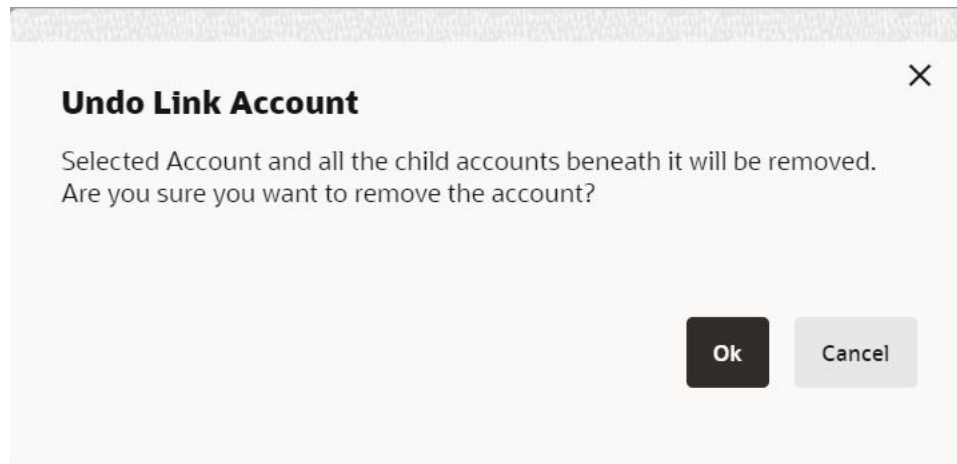 Undo Link Account
Selected Account and all the child accounts beneath it will be removed.
Are you sure you want to remove the account?
Ok
Cancel